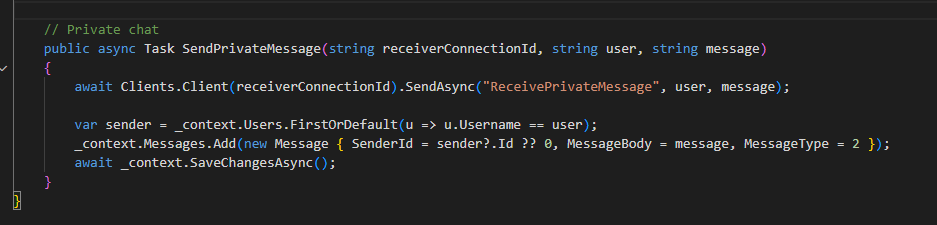 // Private chat
public async Task SendPrivateMessage(string receiverConnectionId, string user, string message)
{
await Clients.Client(receiverConnectionId).SendAsync("ReceivePrivateMessage", user, message);
var sender = _context.Users.FirstOrDefault(u => u.Username == user);
_context.Messages.Add(new Message { SenderId = sender?.Id ?? 0, MessageBody = message, MessageType = 2 });
await _context.SaveChangesAsync();
}
}